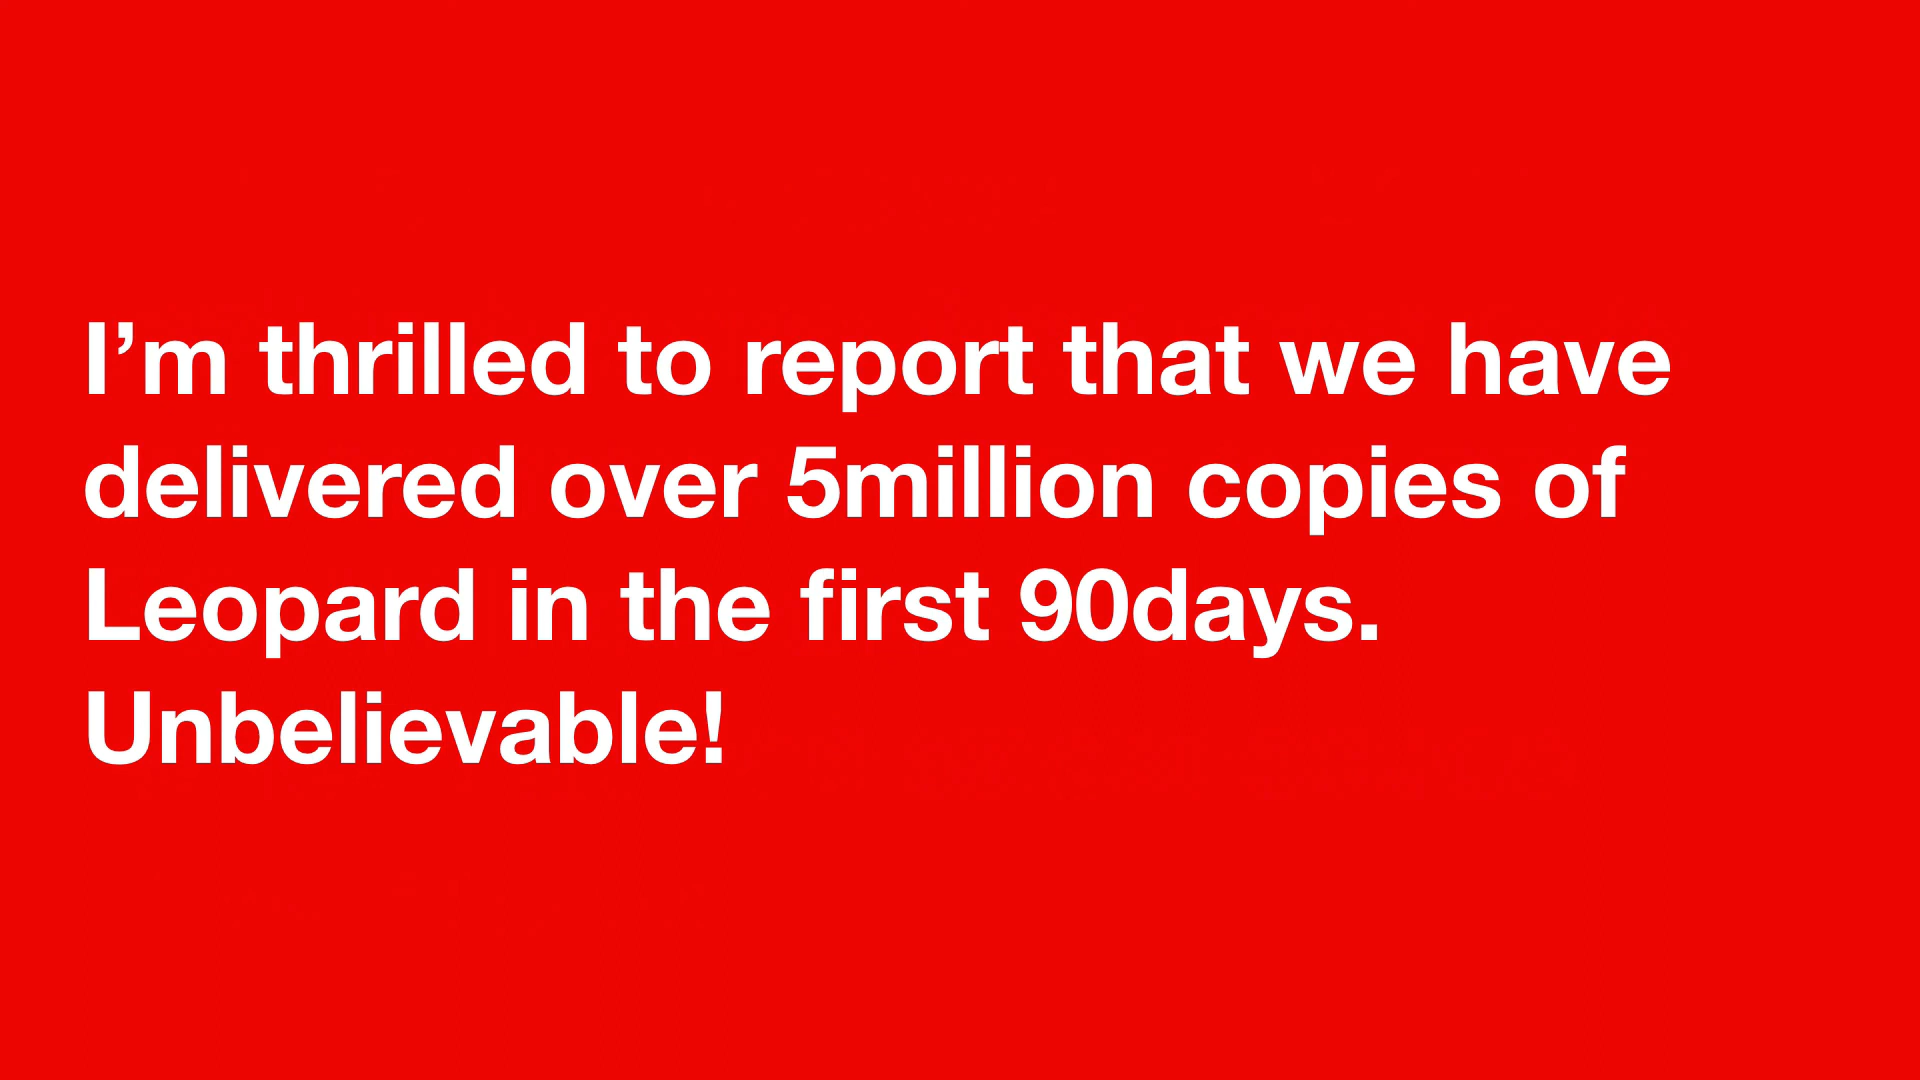 I’m thrilled to report that we have
delivered over 5million copies of
Leopard in the first 90days.
Unbelievable!